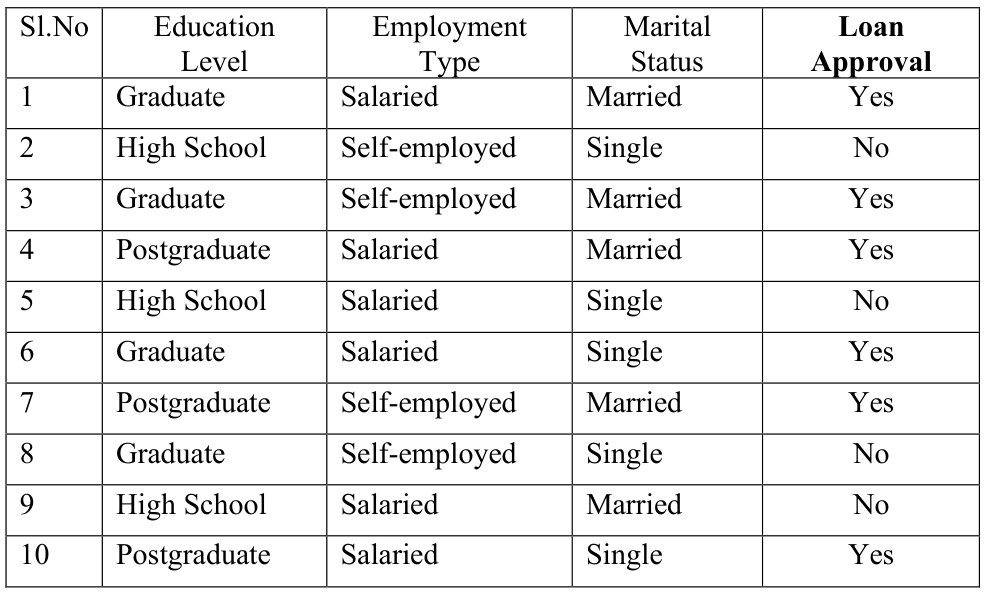 Sl.No Education Level Employment Type Marital Status Loan Approval
1 Graduate Salaried Married Yes
2 High School Self-employed Single No
3 Graduate Self-employed Married Yes
4 Postgraduate Salaried Married Yes
5 High School Salaried Single No
6 Graduate Salaried Single Yes
7 Postgraduate Self-employed Married Yes
8 Graduate Self-employed Single No
9 High School Salaried Married No
10 Postgraduate Salaried Single Yes